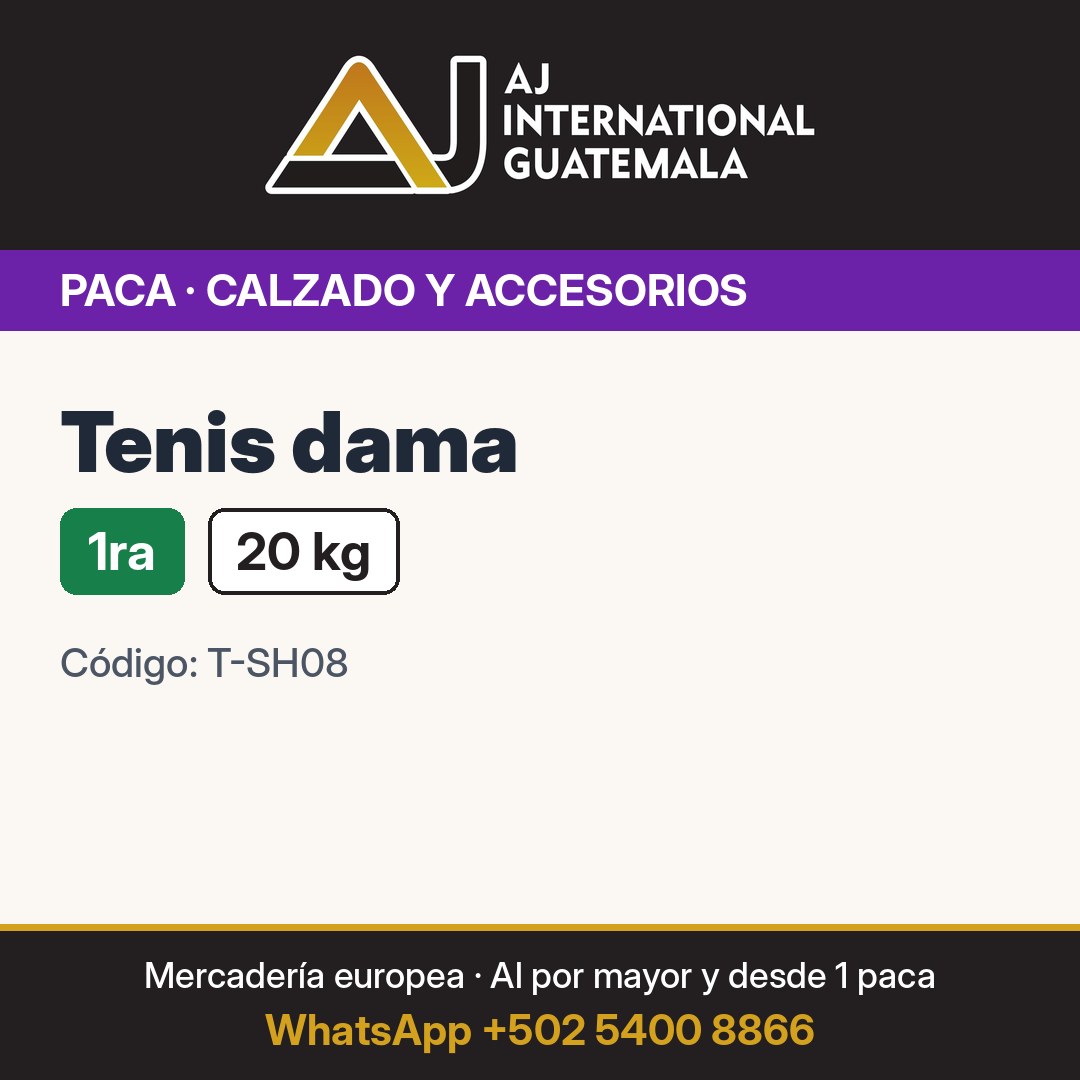 AJ
INTERNATIONAL
GUATEMALA
PACA · CALZADO Y ACCESORIOS
Tenis dama
1ra
20 kg
Código: T-SH08
Mercadería europea · Al por mayor y desde 1 paca
WhatsApp +502 5400 8866